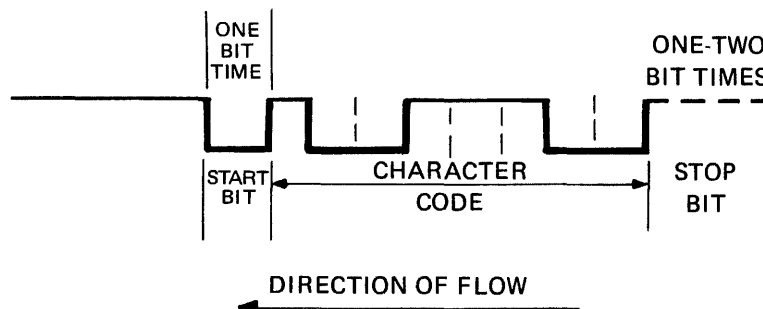 ONE
BIT
TIME
ONE-TWO
BIT TIMES
START
BIT
CHARACTER
CODE
STOP
BIT
DIRECTION OF FLOW